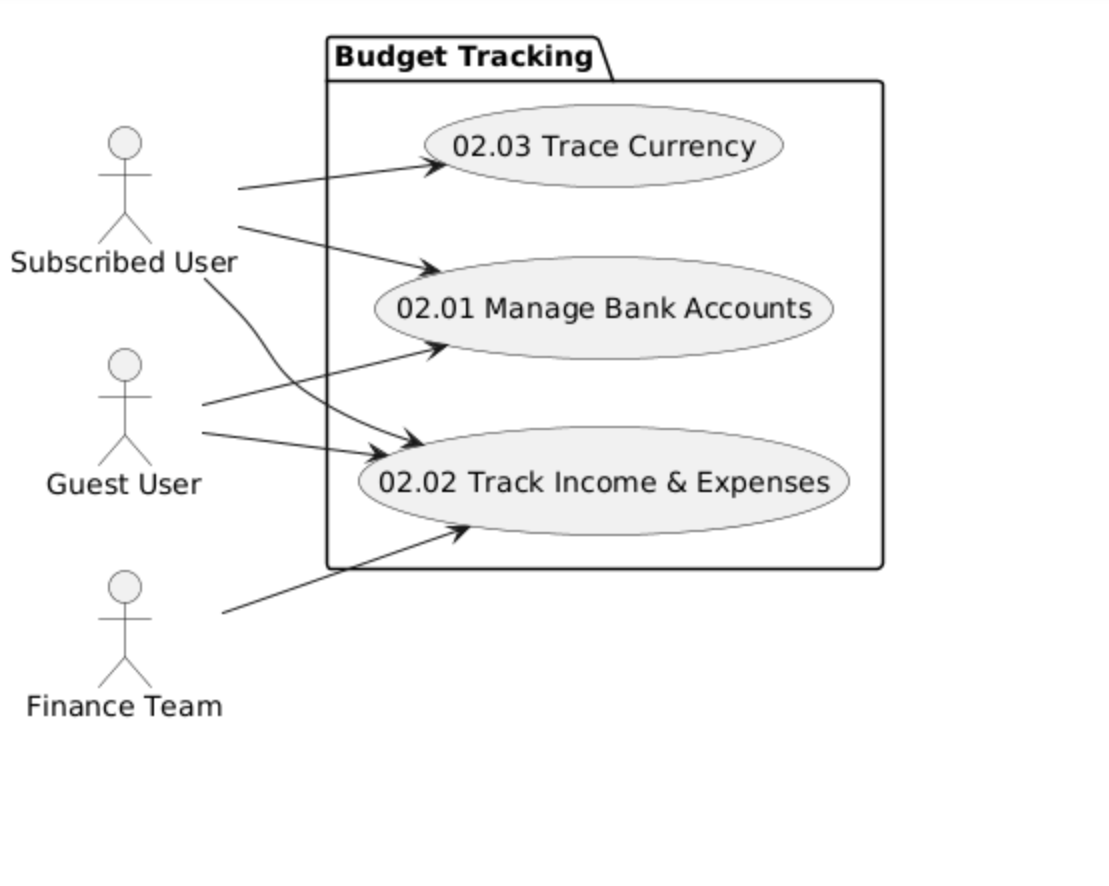 Budget Tracking
02.03 Trace Currency
Subscribed User
02.01 Manage Bank Accounts
Guest User
02.02 Track Income & Expenses
Finance Team